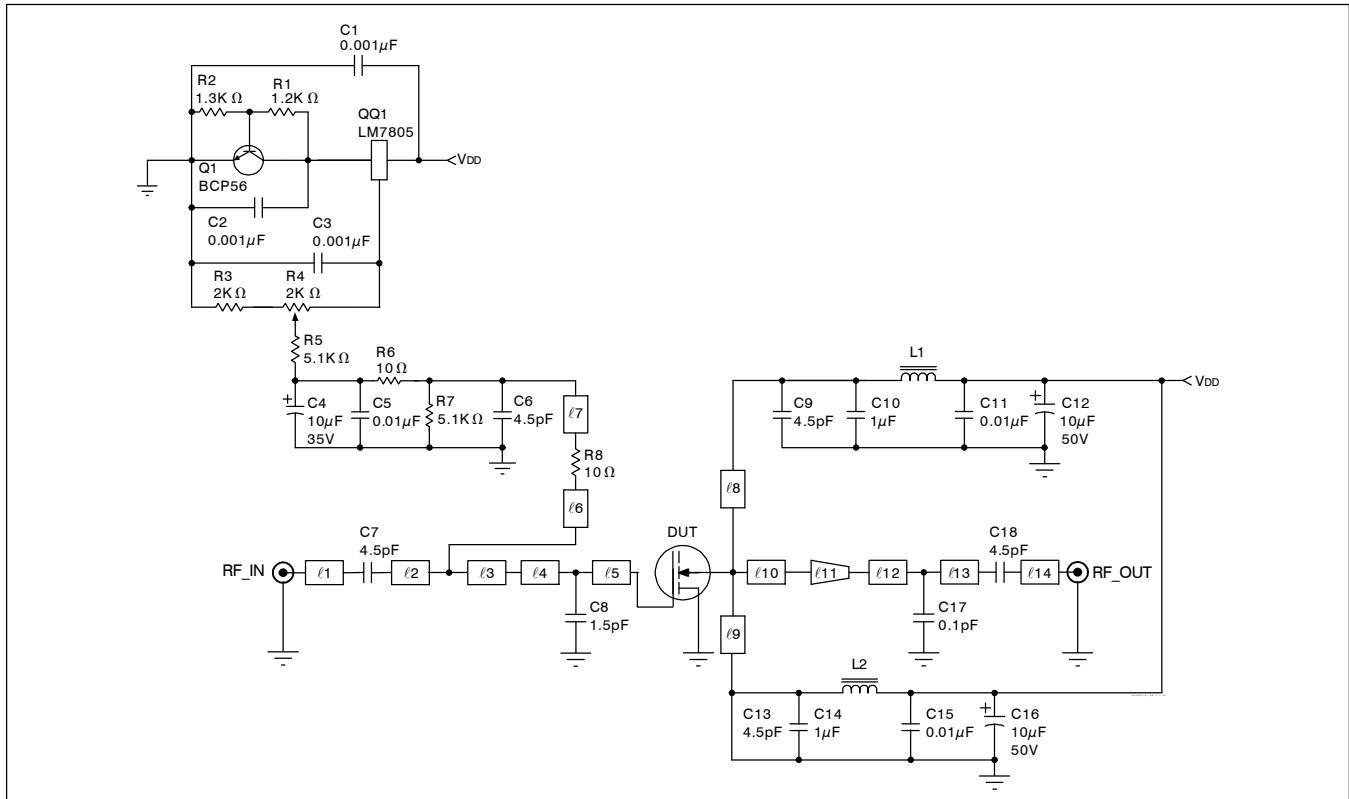 C1
0.001μF
R2
1.3K Ω
R1
1.2K Ω
QQ1
LM7805
VDD
Q1
BCP56
C2
0.001μF
C3
0.001μF
R3
2K Ω
R4
2K Ω
R5
5.1K Ω
R6
10 Ω
C4
10μF
35V
C5
0.01μF
R7
5.1K Ω
C6
4.5pF
ℓ7
R8
10 Ω
ℓ6
L1
VDD
C9
4.5pF
C10
1μF
C11
0.01μF
C12
10μF
50V
ℓ8
RF_IN
ℓ1
C7
4.5pF
ℓ2
ℓ3
ℓ4
C8
1.5pF
ℓ5
DUT
ℓ10
ℓ11
ℓ12
C17
0.1pF
ℓ13
C18
4.5pF
ℓ14
RF_OUT
ℓ9
L2
C13
4.5pF
C14
1μF
C15
0.01μF
C16
10μF
50V